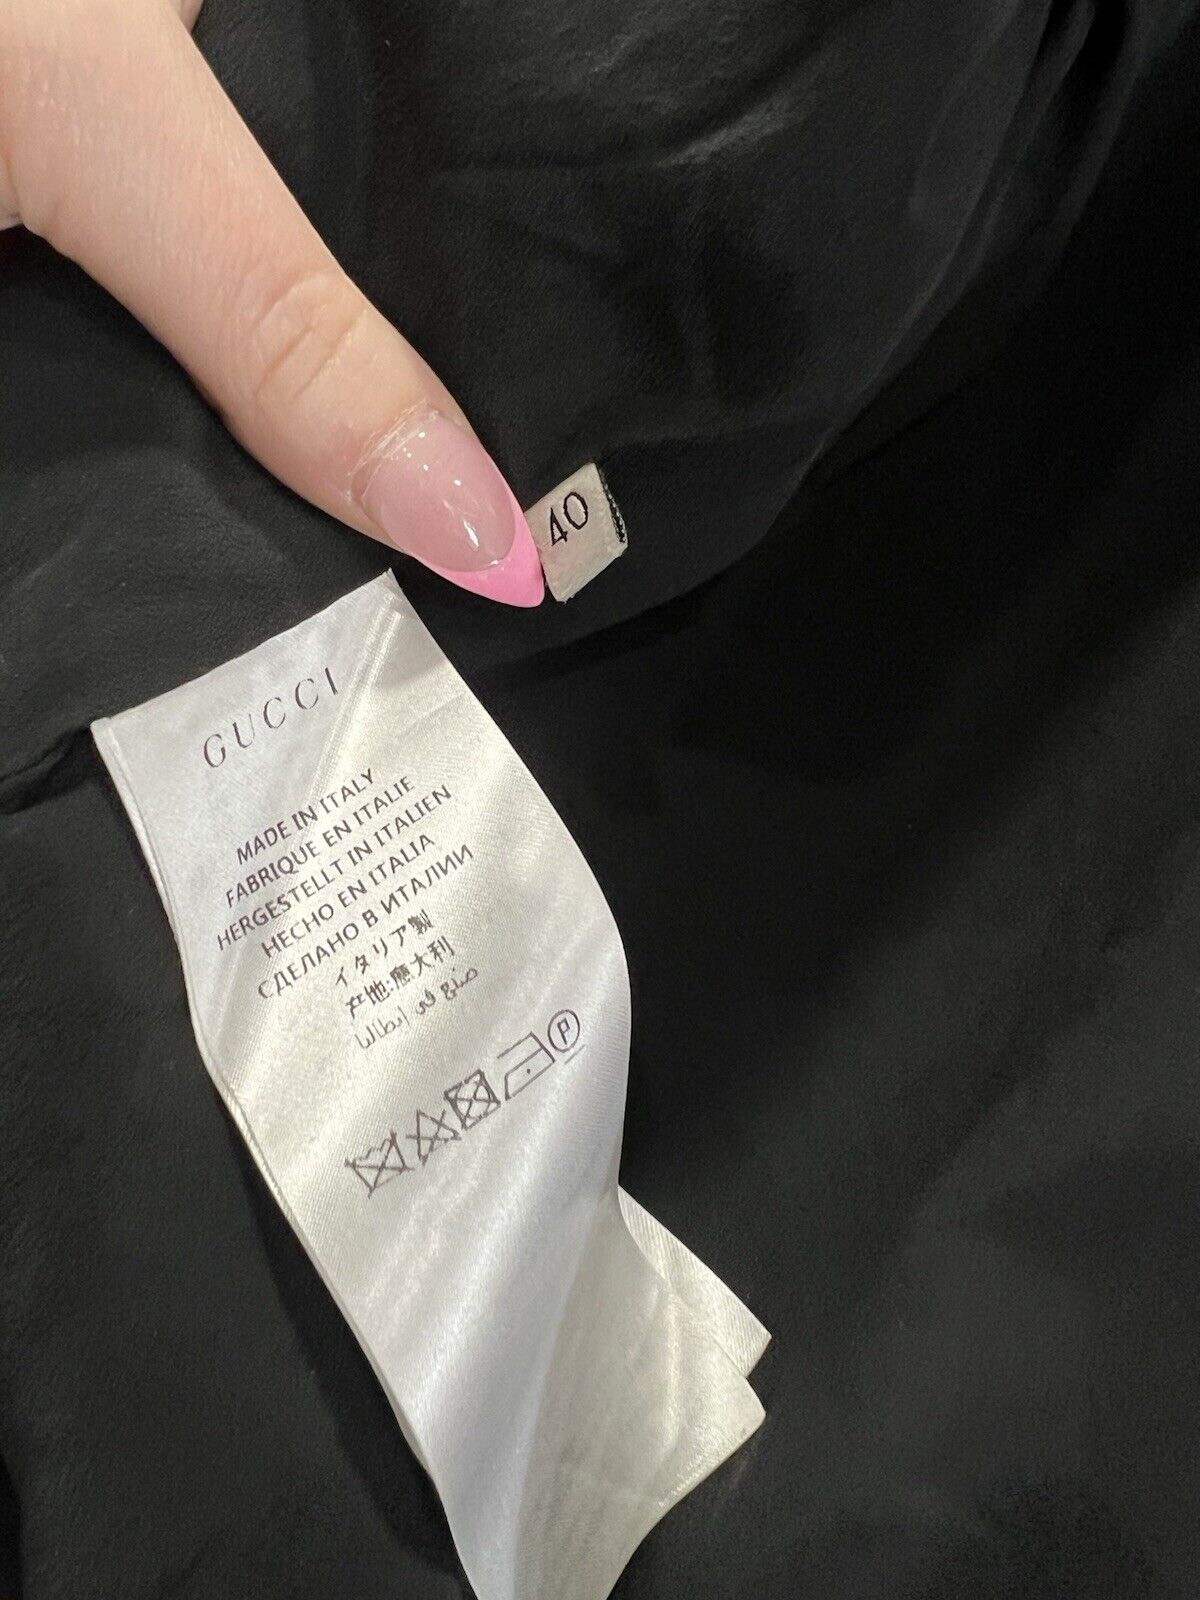 40
GUCCI
MADE IN ITALY
FABRIQUE EN ITALIE
HERGESTELLT IN ITALIEN
HECHO EN ITALIA
СДЕЛАНО В ИТАЛИИ
イタリア製
产地:意大利
صنع في إيطاليا
P